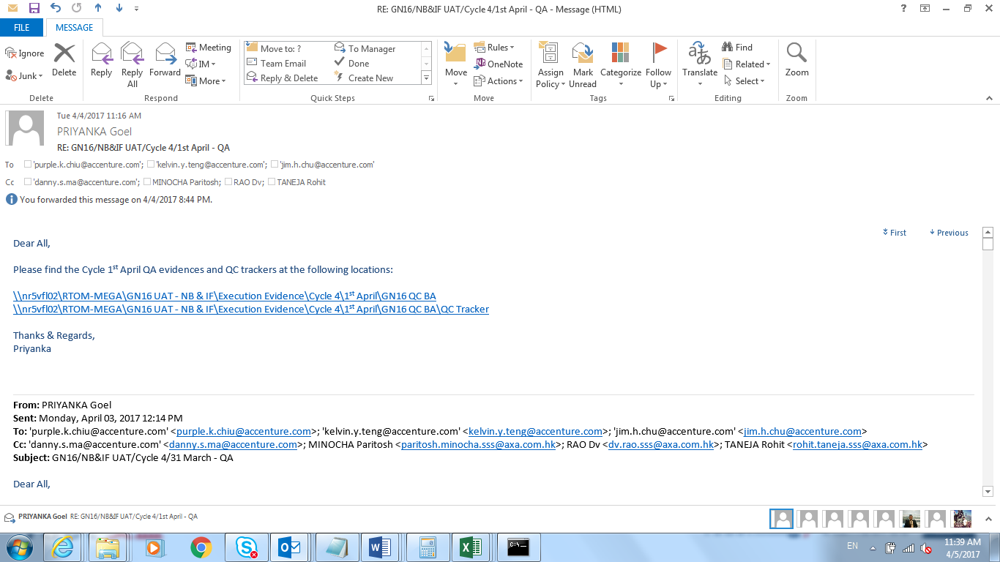 RE: GN16/NB&IF UAT/Cycle 4/1st April - QA - Message (HTML)
FILE MESSAGE
Ignore
Junk
Delete
Reply
Reply All
Forward
Meeting
IM
More
Move to: ?
Team Email
Reply & Delete
To Manager
Done
Create New
Move
Rules
OneNote
Actions
Assign Policy
Mark Unread
Categorize
Follow Up
Translate
Find
Related
Select
Zoom
Delete Respond Quick Steps Move Tags Editing Zoom
Tue 4/4/2017 11:16 AM
PRIYANKA Goel
RE: GN16/NB&IF UAT/Cycle 4/1st April - QA
To 'purple.k.chiu@accenture.com'; 'kelvin.y.teng@accenture.com'; 'jim.h.chu@accenture.com'
Cc 'danny.s.ma@accenture.com'; MINOCHA Paritosh; RAO Dv; TANEJA Rohit
You forwarded this message on 4/4/2017 8:44 PM.
First Previous
Dear All,
Please find the Cycle 1st April QA evidences and QC trackers at the following locations:
\\nr5vfl02\RTOM-MEGA\GN16 UAT - NB & IF\Execution Evidence\Cycle 4\1st April\GN16 QC BA
\\nr5vfl02\RTOM-MEGA\GN16 UAT - NB & IF\Execution Evidence\Cycle 4\1st April\GN16 QC BA\QC Tracker
Thanks & Regards,
Priyanka
From: PRIYANKA Goel
Sent: Monday, April 03, 2017 12:14 PM
To: 'purple.k.chiu@accenture.com' <purple.k.chiu@accenture.com>; 'kelvin.y.teng@accenture.com' <kelvin.y.teng@accenture.com>; 'jim.h.chu@accenture.com' <jim.h.chu@accenture.com>
Cc: 'danny.s.ma@accenture.com' <danny.s.ma@accenture.com>; MINOCHA Paritosh <paritosh.minocha.sss@axa.com.hk>; RAO Dv <dv.rao.sss@axa.com.hk>; TANEJA Rohit <rohit.taneja.sss@axa.com.hk>
Subject: GN16/NB&IF UAT/Cycle 4/31 March - QA
Dear All,
PRIYANKA Goel RE: GN16/NB&IF UAT/Cycle 4/1st April - QA
EN
11:39 AM
4/5/2017